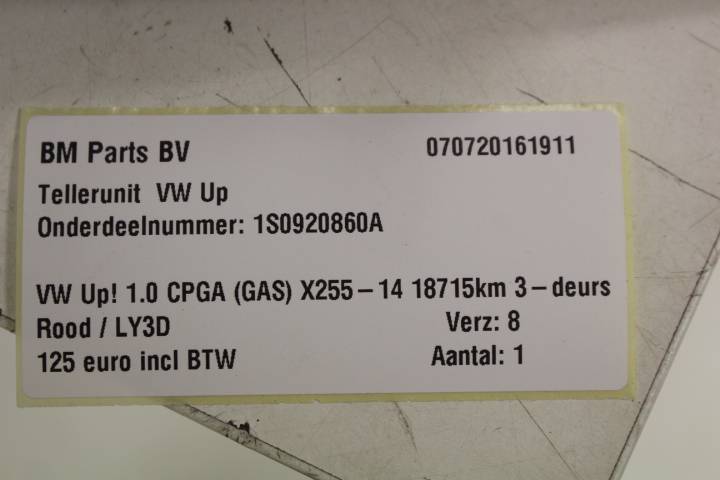 BM Parts BV 070720161911
Tellerunit VW Up
Onderdeelnummer: 1S0920860A
VW Up! 1.0 CPGA (GAS) X255-14 18715km 3-deurs
Rood / LY3D Verz: 8
125 euro incl BTW Aantal: 1